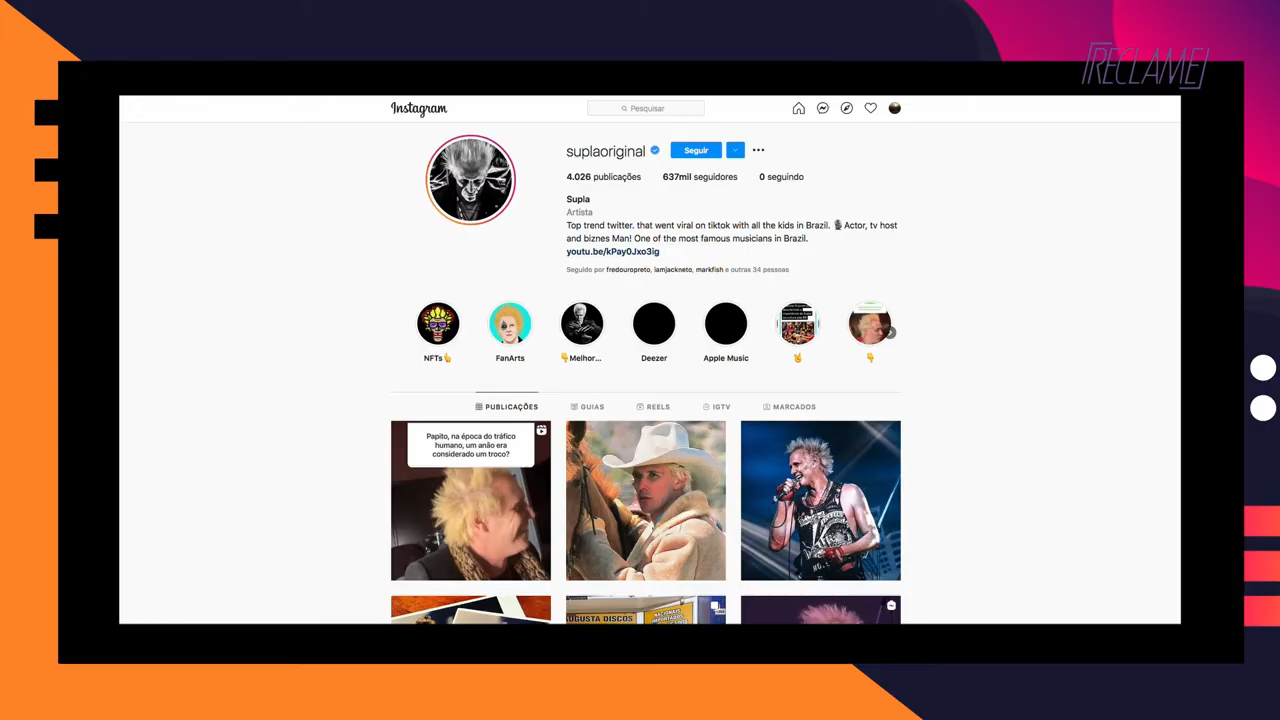 RECLAME
Instagram
Pesquisar
suplaoriginal
Seguir
4.026 publicações 637mil seguidores 0 seguindo
Supla
Artista
Top trend twitter. that went viral on tiktok with all the kids in Brazil. 🎙️Actor, tv host
and biznes Man! One of the most famous musicians in Brazil.
youtu.be/kPay0Jxo3ig
Seguido por fredouropreto, iamjackneto, markfish e outras 34 pessoas
NFTs👆 FanArts 👇Melhor... Deezer Apple Music 🤘 👇
PUBLICAÇÕES GUIAS REELS IGTV MARCADOS
Papito, na época do tráfico
humano, um anão era
considerado um troco?
AUGUSTA DISCOS
NACIONAIS
IMPORTADOS